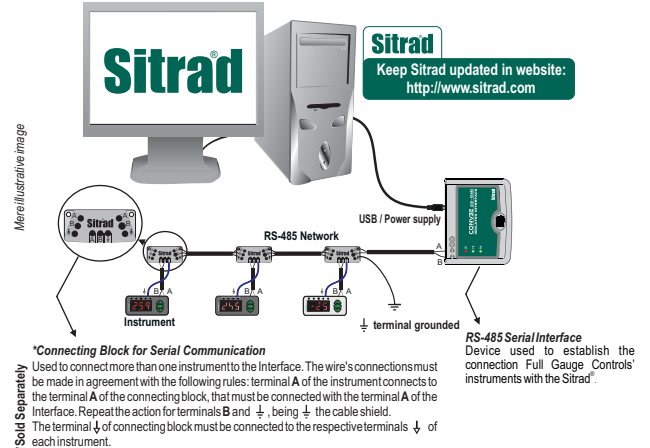 Sitrad®
Sitrad
Keep Sitrad updated in website:
http://www.sitrad.com
Mere illustrative image
USB / Power supply
CONV32
RS-485 Network
A
B
A
B
A
B
Sitrad
A B ⏚
Sitrad
Sitrad
Sitrad
⏚ B A
⏚ B A
⏚ B A
Instrument
⏚ terminal grounded
*Connecting Block for Serial Communication
Used to connect more than one instrument to the Interface. The wire's connections must
be made in agreement with the following rules: terminal A of the instrument connects to
the terminal A of the connecting block, that must be connected with the terminal A of the
Interface. Repeat the action for terminals B and ⏚, being ⏚ the cable shield.
The terminal ⏚ of connecting block must be connected to the respective terminals ⏚ of
each instrument.
Sold Separately
RS-485 Serial Interface
Device used to establish the
connection Full Gauge Controls'
instruments with the Sitrad®.